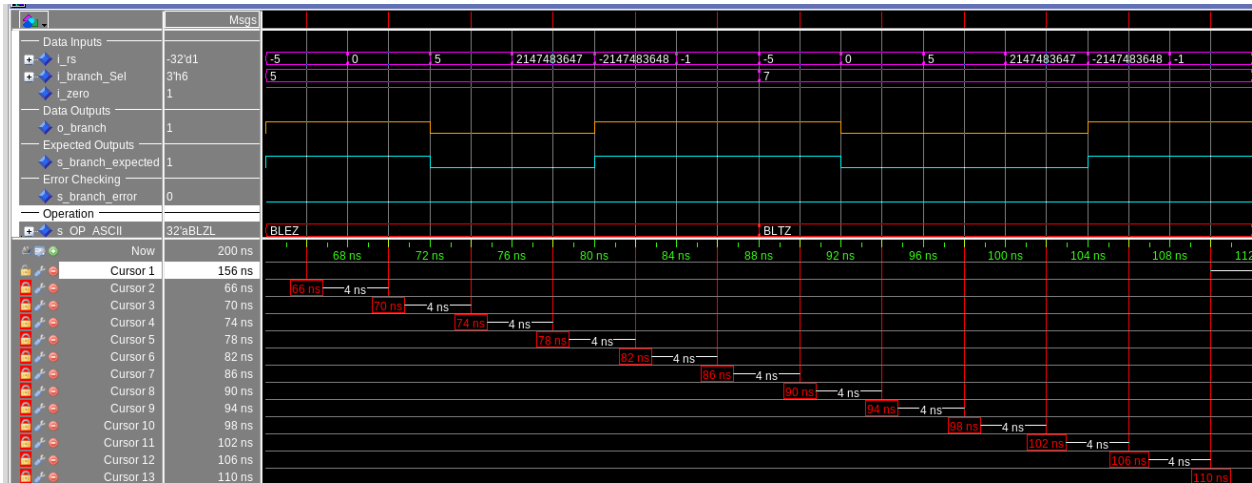 Msgs
Data Inputs
i_rs -32'd1 -5 0 5 2147483647 -2147483648 -1 -5 0 5 2147483647 -2147483648 -1
i_branch_Sel 3'h6 5 7
i_zero 1
Data Outputs
o_branch 1
Expected Outputs
s_branch_expected 1
Error Checking
s_branch_error 0
Operation
s_OP_ASCII 32'aBLZL BLEZ BLTZ
Now 200 ns 68 ns 72 ns 76 ns 80 ns 84 ns 88 ns 92 ns 96 ns 100 ns 104 ns 108 ns 112
Cursor 1 156 ns
Cursor 2 66 ns 66 ns 4 ns
Cursor 3 70 ns 70 ns 4 ns
Cursor 4 74 ns 74 ns 4 ns
Cursor 5 78 ns 78 ns 4 ns
Cursor 6 82 ns 82 ns 4 ns
Cursor 7 86 ns 86 ns 4 ns
Cursor 8 90 ns 90 ns 4 ns
Cursor 9 94 ns 94 ns 4 ns
Cursor 10 98 ns 98 ns 4 ns
Cursor 11 102 ns 102 ns 4 ns
Cursor 12 106 ns 106 ns 4 ns
Cursor 13 110 ns 110 ns